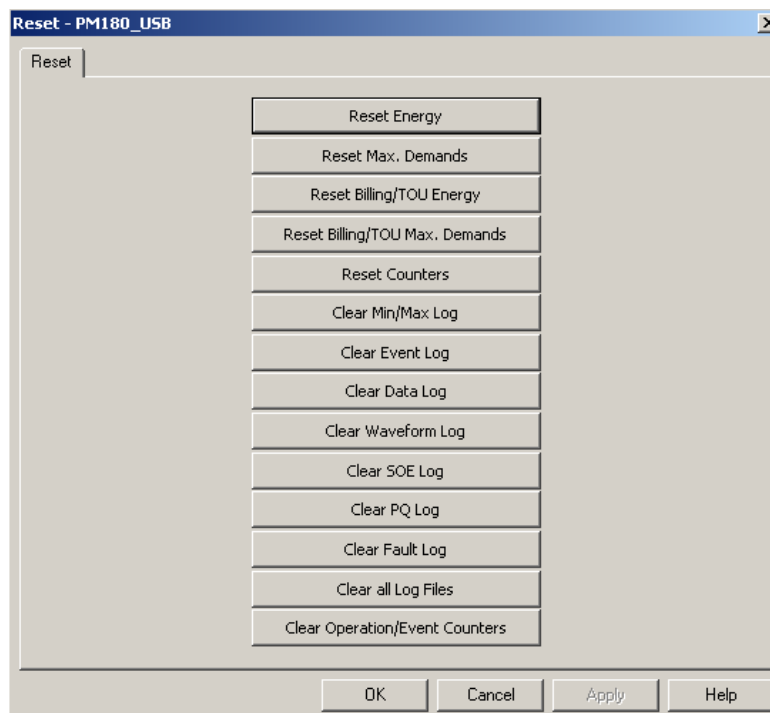 Reset - PM180_USB
Reset
Reset Energy
Reset Max. Demands
Reset Billing/TOU Energy
Reset Billing/TOU Max. Demands
Reset Counters
Clear Min/Max Log
Clear Event Log
Clear Data Log
Clear Waveform Log
Clear SOE Log
Clear PQ Log
Clear Fault Log
Clear all Log Files
Clear Operation/Event Counters
OK Cancel Apply Help